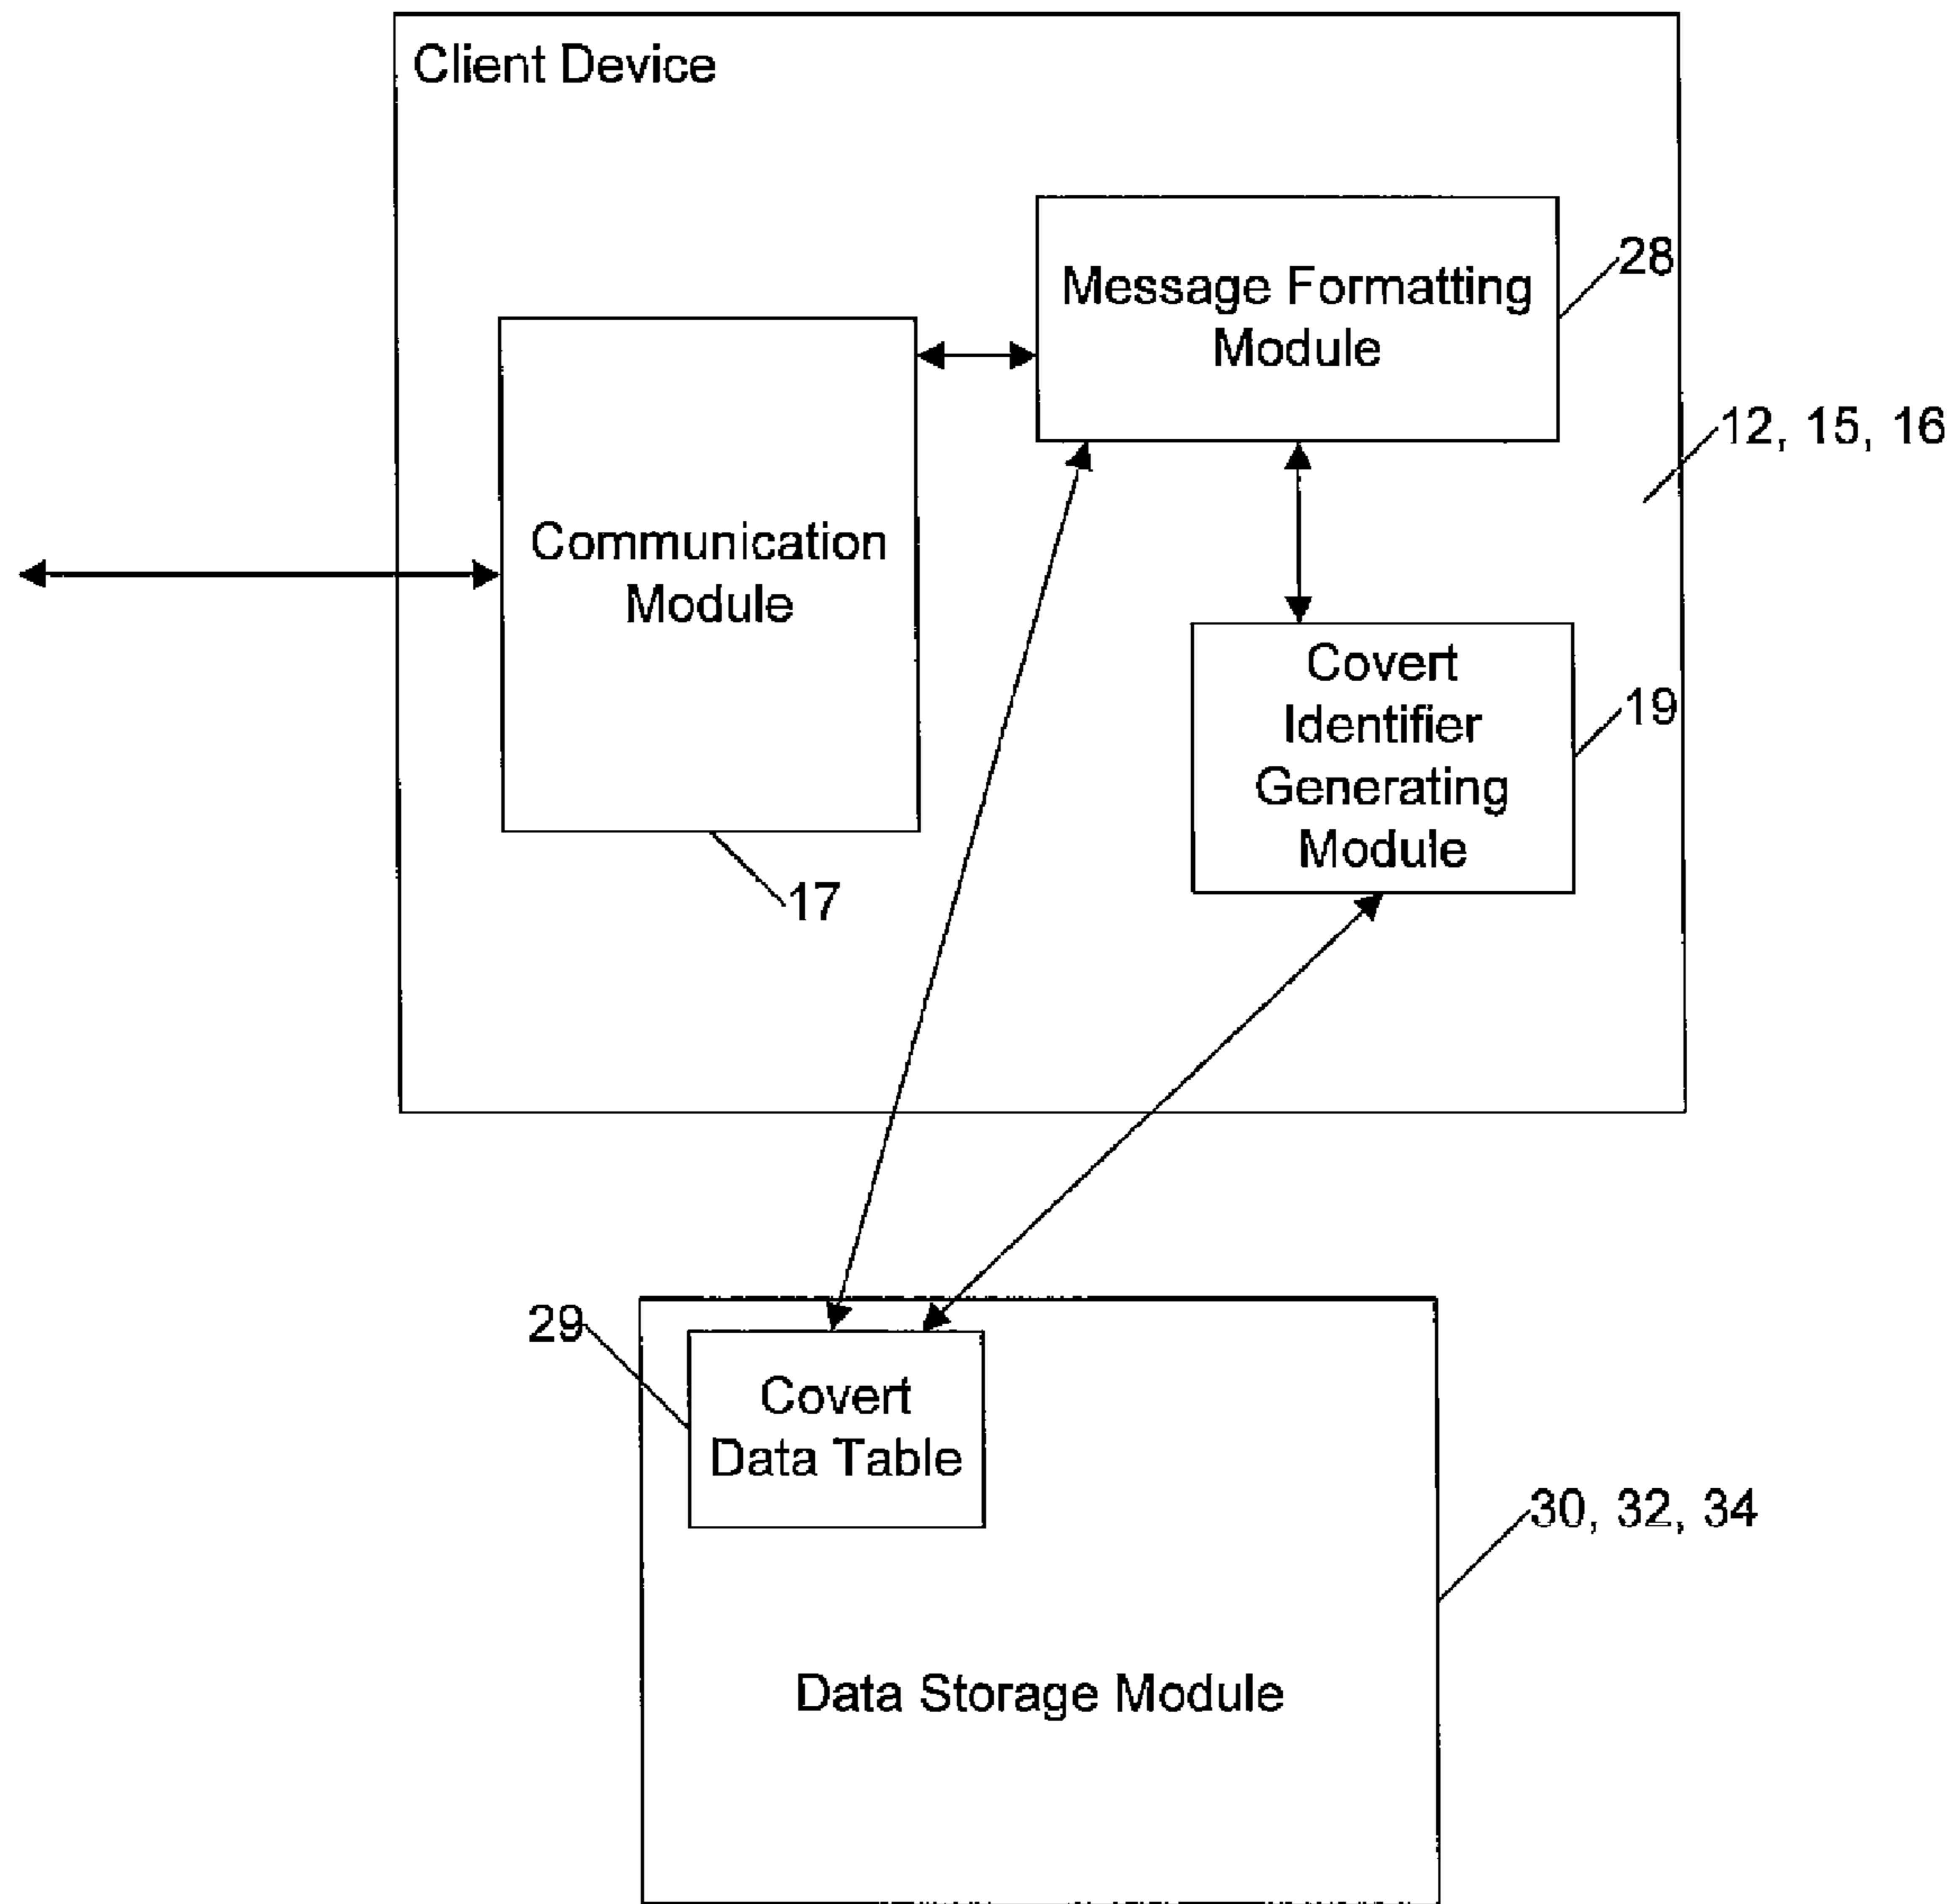 Client Device
Message Formatting
Module
28
12, 15, 16
Communication
Module
17
Covert
Identifier
Generating
Module
19
29
Covert
Data Table
30, 32, 34
Data Storage Module